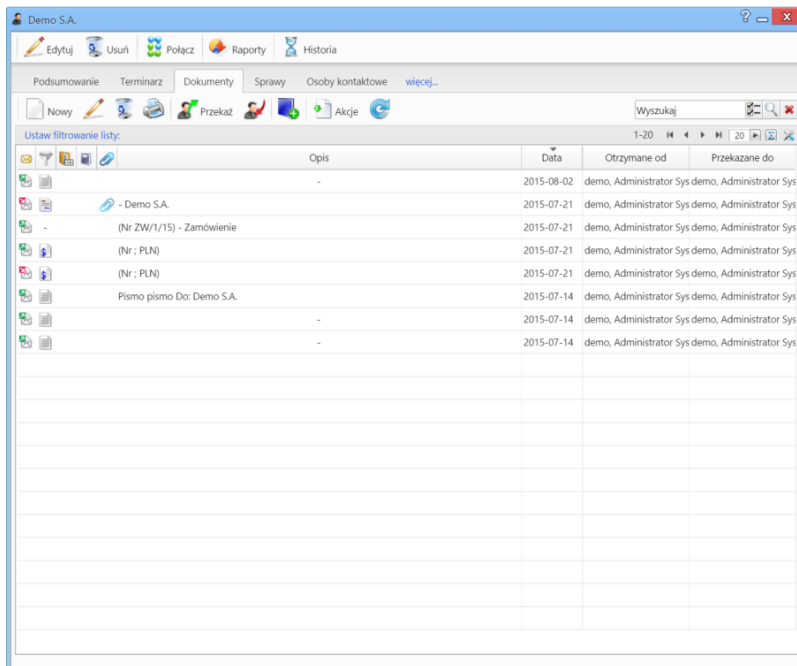 Demo S.A.
Edytuj Usuń Połącz Raporty Historia
Podsumowanie Terminarz Dokumenty Sprawy Osoby kontaktowe więcej...
Nowy Przekaż Akcje Wyszukaj
Ustaw filtrowanie listy: 1-20 20
Opis Data Otrzymane od Przekazane do
- 2015-08-02 demo, Administrator Sys demo, Administrator Sys
- Demo S.A. 2015-07-21 demo, Administrator Sys demo, Administrator Sys
- (Nr ZW/1/15) - Zamówienie 2015-07-21 demo, Administrator Sys demo, Administrator Sys
(Nr ; PLN) 2015-07-21 demo, Administrator Sys demo, Administrator Sys
(Nr ; PLN) 2015-07-21 demo, Administrator Sys demo, Administrator Sys
Pismo pismo Do: Demo S.A. 2015-07-14 demo, Administrator Sys demo, Administrator Sys
- 2015-07-14 demo, Administrator Sys demo, Administrator Sys
- 2015-07-14 demo, Administrator Sys demo, Administrator Sys